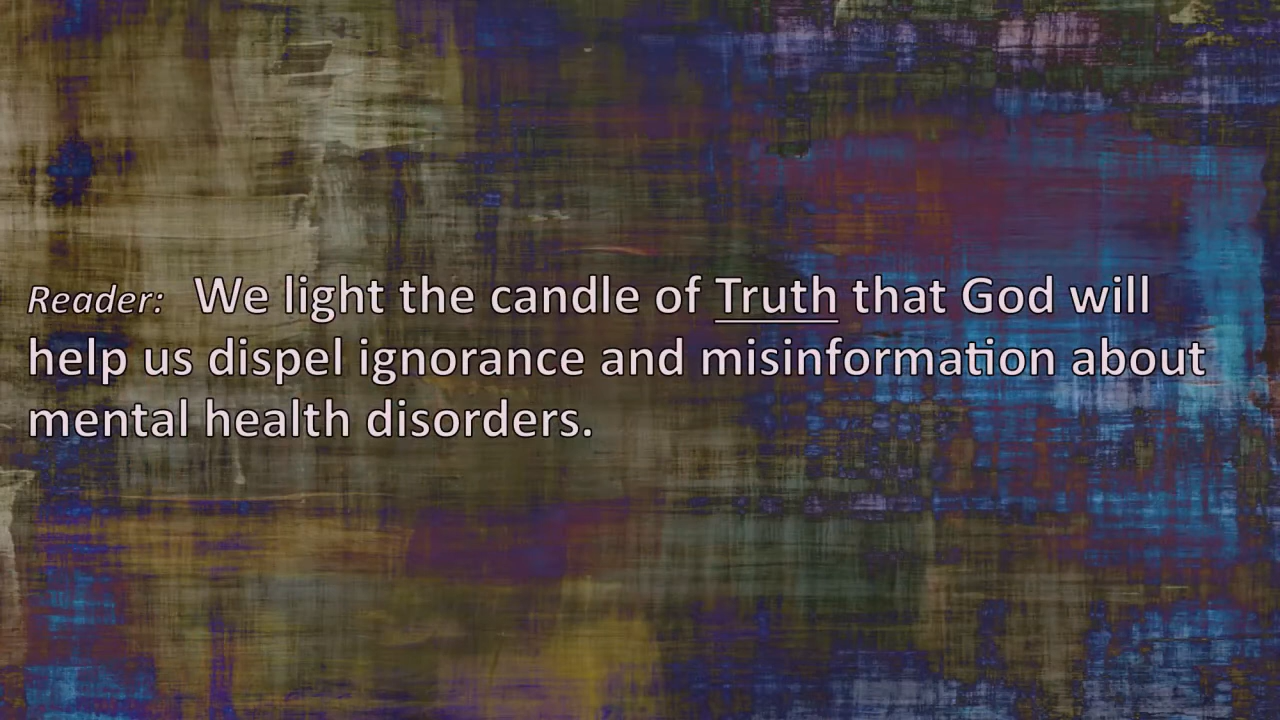 Reader: We light the candle of Truth that God will
help us dispel ignorance and misinformation about
mental health disorders.